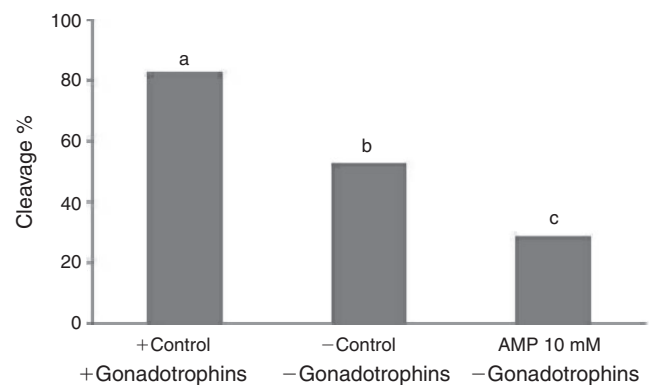 100
a
80
b
60
Cleavage %
40
c
20
0
+Control −Control AMP 10 mM
+Gonadotrophins −Gonadotrophins −Gonadotrophins